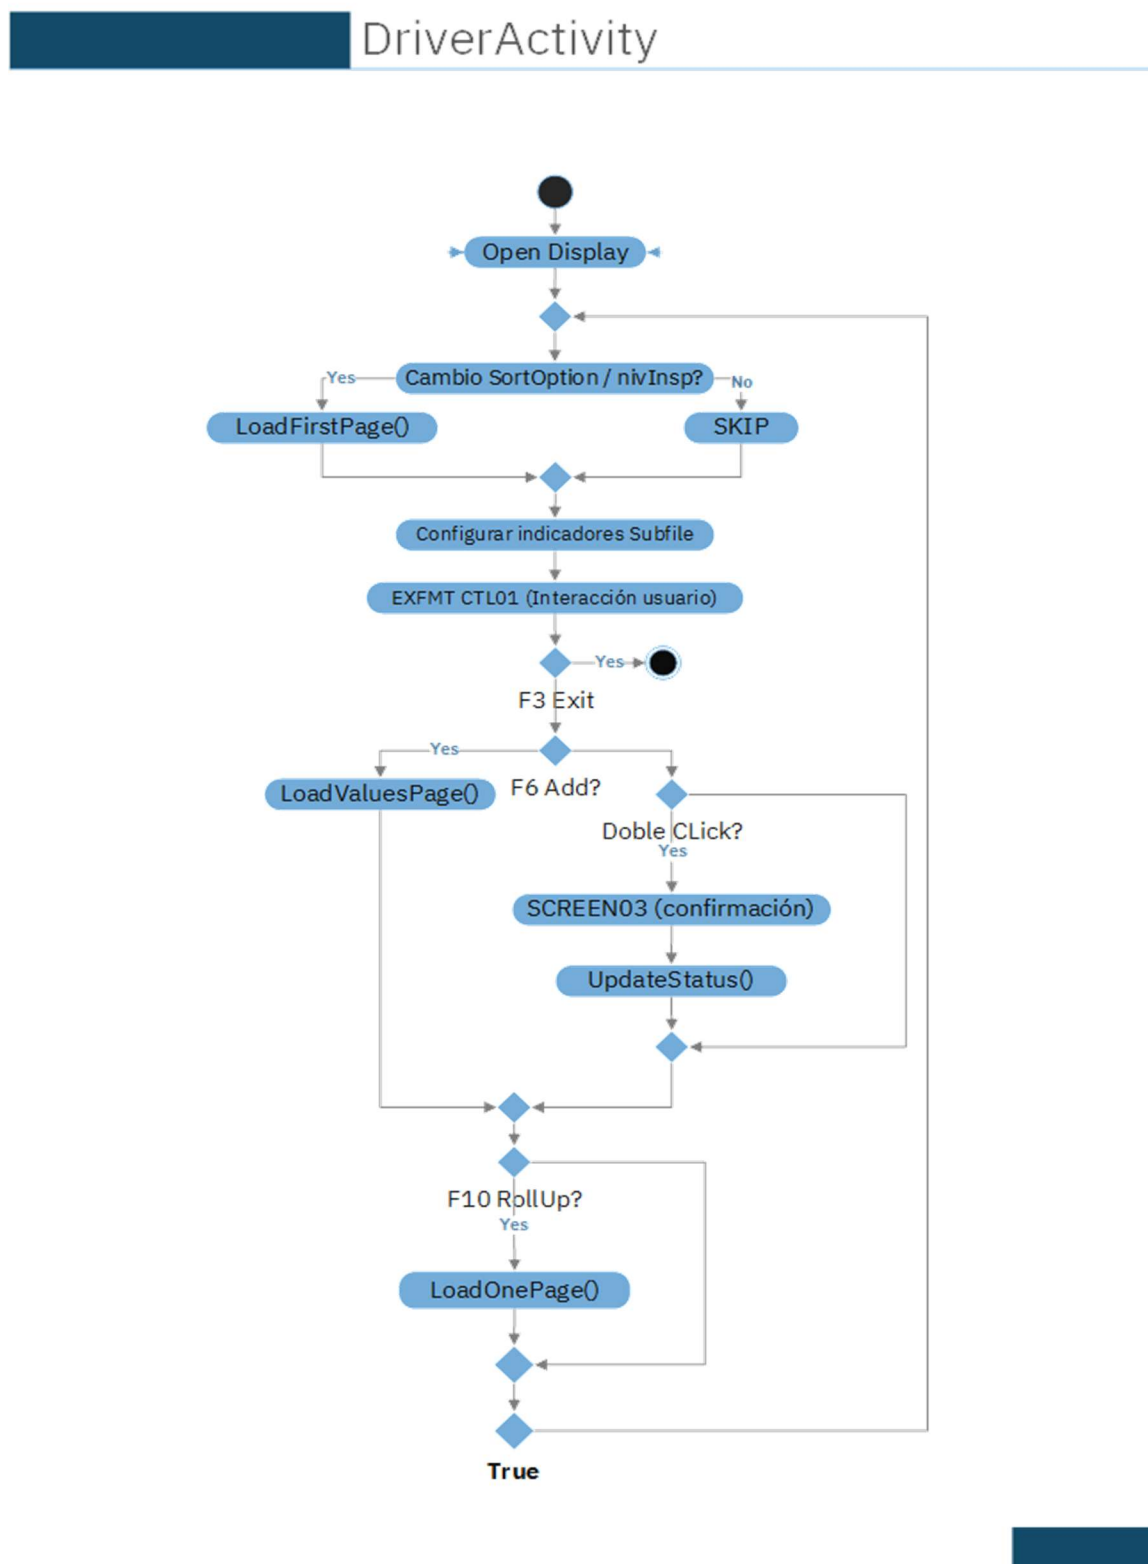 DriverActivity
Open Display
Cambio SortOption / nivInsp?
Yes
No
LoadFirstPage()
SKIP
Configurar indicadores Subfile
EXFMT CTL01 (Interacción usuario)
Yes
F3 Exit
Yes
F6 Add?
LoadValuesPage()
Doble CLick?
Yes
SCREEN03 (confirmación)
UpdateStatus()
F10 RollUp?
Yes
LoadOnePage()
True